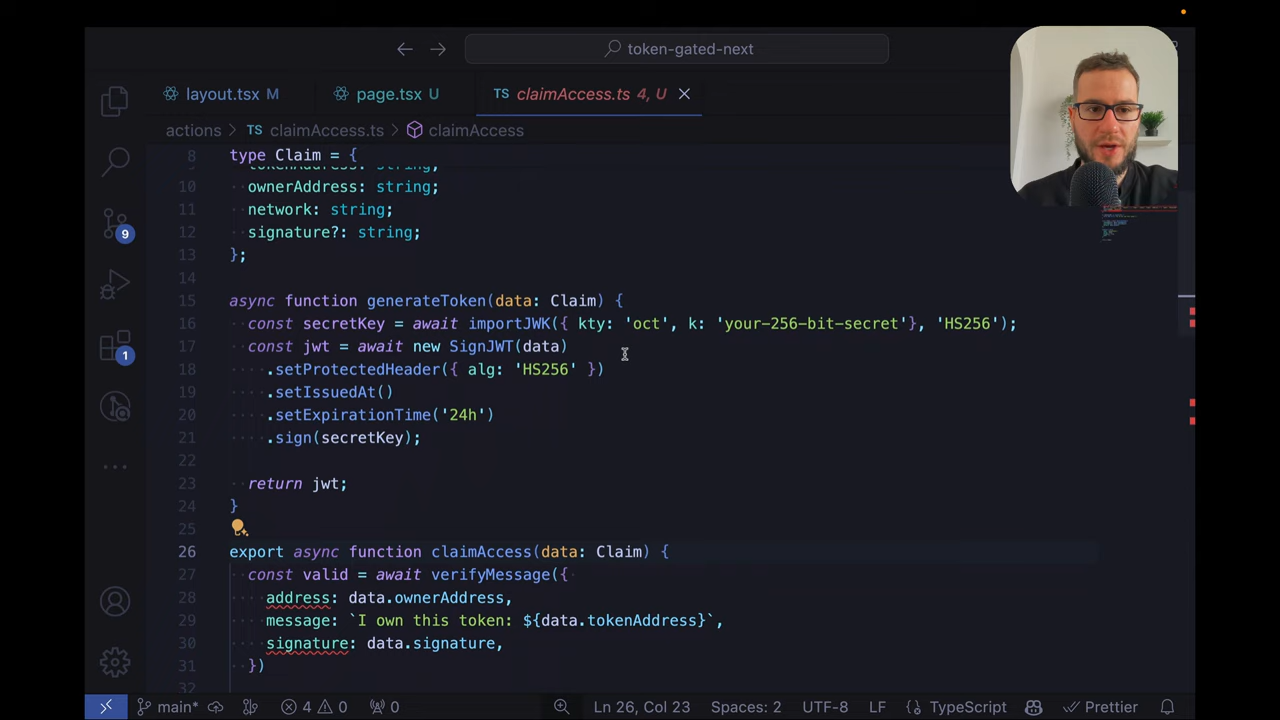 token-gated-next
layout.tsx M
page.tsx U
TS claimAccess.ts 4, U
actions > TS claimAccess.ts > claimAccess
8 type Claim = {
10 ownerAddress: string;
11 network: string;
12 signature?: string;
13 };
14
15 async function generateToken(data: Claim) {
16 const secretKey = await importJWK({ kty: 'oct', k: 'your-256-bit-secret'}, 'HS256');
17 const jwt = await new SignJWT(data)
18 .setProtectedHeader({ alg: 'HS256' })
19 .setIssuedAt()
20 .setExpirationTime('24h')
21 .sign(secretKey);
22
23 return jwt;
24 }
25
26 export async function claimAccess(data: Claim) {
27 const valid = await verifyMessage({
28 address: data.ownerAddress,
29 message: `I own this token: ${data.tokenAddress}`,
30 signature: data.signature,
31 })
32
9
1
main* 4 0 0 Ln 26, Col 23 Spaces: 2 UTF-8 LF {} TypeScript Prettier